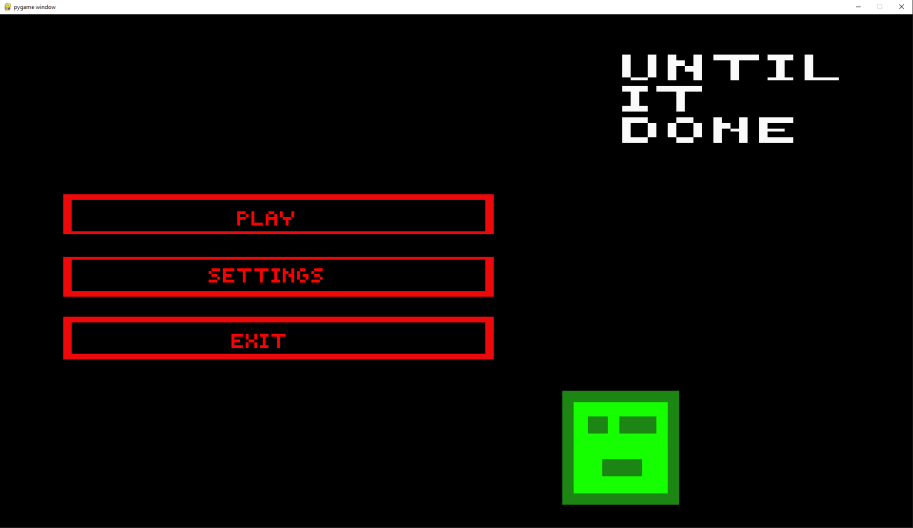 pygame window
UNTIL
IT
DONE
PLAY
SETTINGS
EXIT